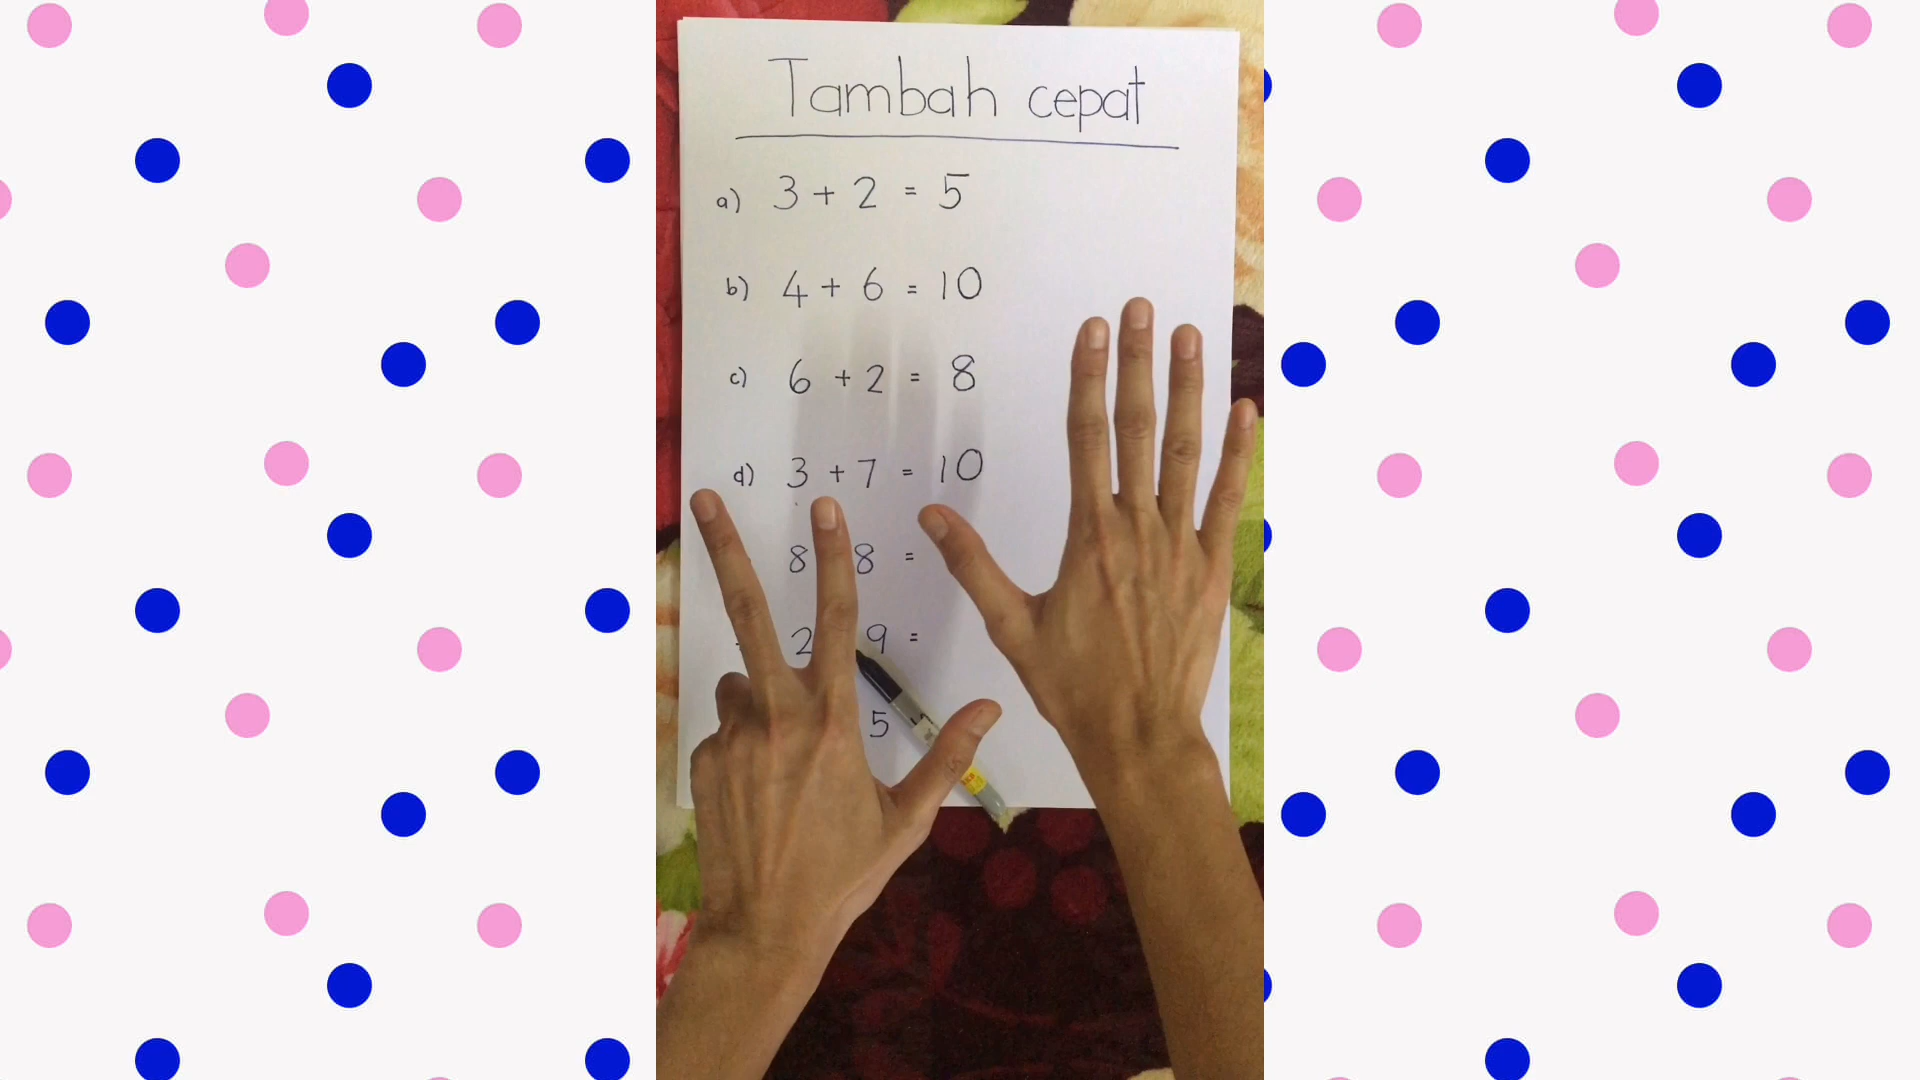 Tambah cepat
a) 3 + 2 = 5
b) 4 + 6 = 10
c) 6 + 2 = 8
d) 3 + 7 = 10
8 8 =
2 9 =
5